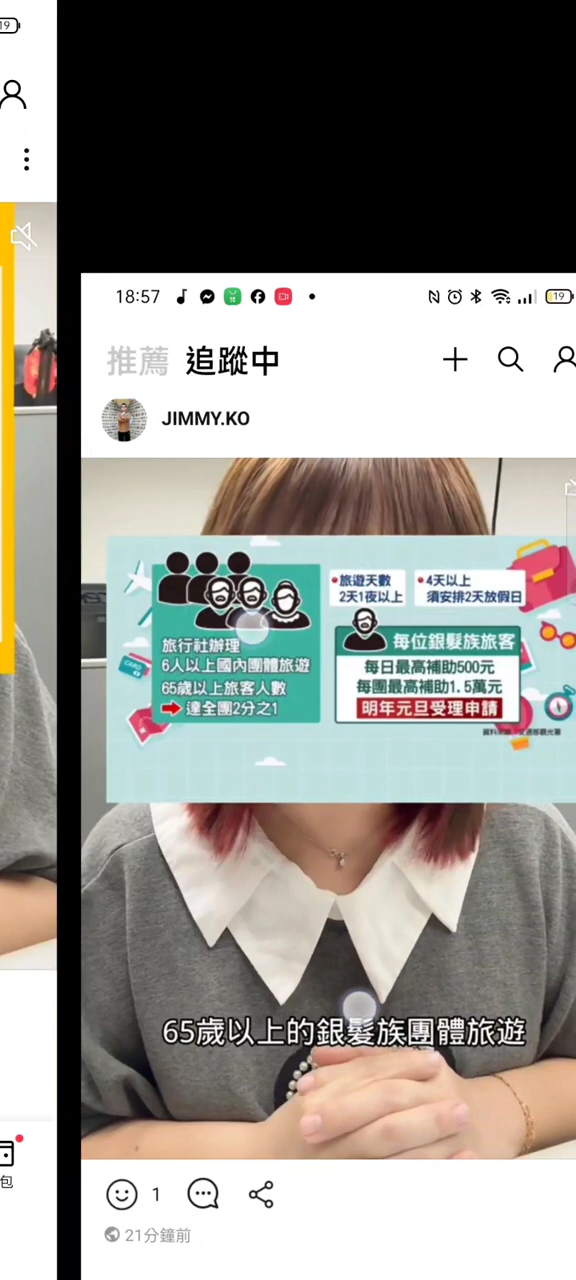 19
包
18:57
19
推薦 追蹤中
JIMMY.KO
旅行社辦理
6人以上國內團體旅遊
65歲以上旅客人數
達全團2分之1
•旅遊天數
2天1夜以上
•4天以上
須安排2天放假日
每位銀髮族旅客
每日最高補助500元
每團最高補助1.5萬元
明年元旦受理申請
CARD
65歲以上的銀髮族團體旅遊
1
21分鐘前